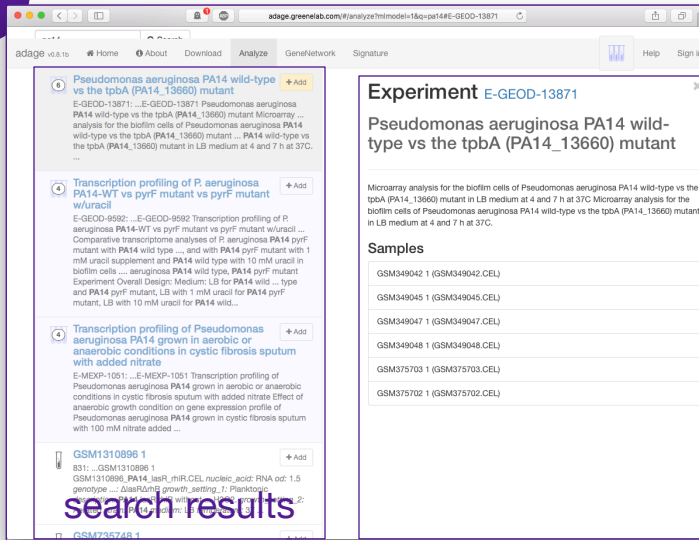 1
ABP
adage.greenelab.com/#/analyze?mlmodel=1&q=pa14#E-GEOD-13871
adage v0.8.1b Home About Download Analyze GeneNetwork Signature Help Sign i
6
Pseudomonas aeruginosa PA14 wild-type
vs the tpbA (PA14_13660) mutant
+ Add
E-GEOD-13871: ...E-GEOD-13871 Pseudomonas aeruginosa
PA14 wild-type vs the tpbA (PA14_13660) mutant Microarray ...
analysis for the biofilm cells of Pseudomonas aeruginosa PA14
wild-type vs the tpbA (PA14_13660) mutant ... PA14 wild-type vs
the tpbA (PA14_13660) mutant in LB medium at 4 and 7 h at 37C.
...
4
Transcription profiling of P. aeruginosa
PA14-WT vs pyrF mutant vs pyrF mutant
w/uracil
+ Add
E-GEOD-9592: ...E-GEOD-9592 Transcription profiling of P.
aeruginosa PA14-WT vs pyrF mutant vs pyrF mutant w/uracil ...
Comparative transcriptome analyses of P. aeruginosa PA14 pyrF
mutant with PA14 wild type ..., and with PA14 pyrF mutant with 1
mM uracil supplement and PA14 wild type with 10 mM uracil in
biofilm cells .... aeruginosa PA14 wild type, PA14 pyrF mutant
Experiment Overall Design: Medium: LB for PA14 wild ... type
and PA14 pyrF mutant, LB with 1 mM uracil for PA14 pyrF
mutant, LB with 10 mM uracil for PA14 wild...
4
Transcription profiling of Pseudomonas
aeruginosa PA14 grown in aerobic or
anaerobic conditions in cystic fibrosis sputum
with added nitrate
+ Add
E-MEXP-1051: ...E-MEXP-1051 Transcription profiling of
Pseudomonas aeruginosa PA14 grown in aerobic or anaerobic
conditions in cystic fibrosis sputum with added nitrate Effect of
anaerobic growth condition on gene expression profile of
Pseudomonas aeruginosa PA14 grown in cystic fibrosis sputum
with 100 mM nitrate added ...
GSM1310896 1
+ Add
831: ...GSM1310896 1
GSM1310896_PA14_lasR_rhlR.CEL nucleic_acid: RNA od: 1.5
genotype ...: ΔlasRΔrhlR growth_setting_1: Planktonic
search results
GSM735748 1
+ Add
Experiment E-GEOD-13871
Pseudomonas aeruginosa PA14 wild-
type vs the tpbA (PA14_13660) mutant
Microarray analysis for the biofilm cells of Pseudomonas aeruginosa PA14 wild-type vs the
tpbA (PA14_13660) mutant in LB medium at 4 and 7 h at 37C Microarray analysis for the
biofilm cells of Pseudomonas aeruginosa PA14 wild-type vs the tpbA (PA14_13660) mutant
in LB medium at 4 and 7 h at 37C.
Samples
GSM349042 1 (GSM349042.CEL)
GSM349045 1 (GSM349045.CEL)
GSM349047 1 (GSM349047.CEL)
GSM349048 1 (GSM349048.CEL)
GSM375703 1 (GSM375703.CEL)
GSM375702 1 (GSM375702.CEL)